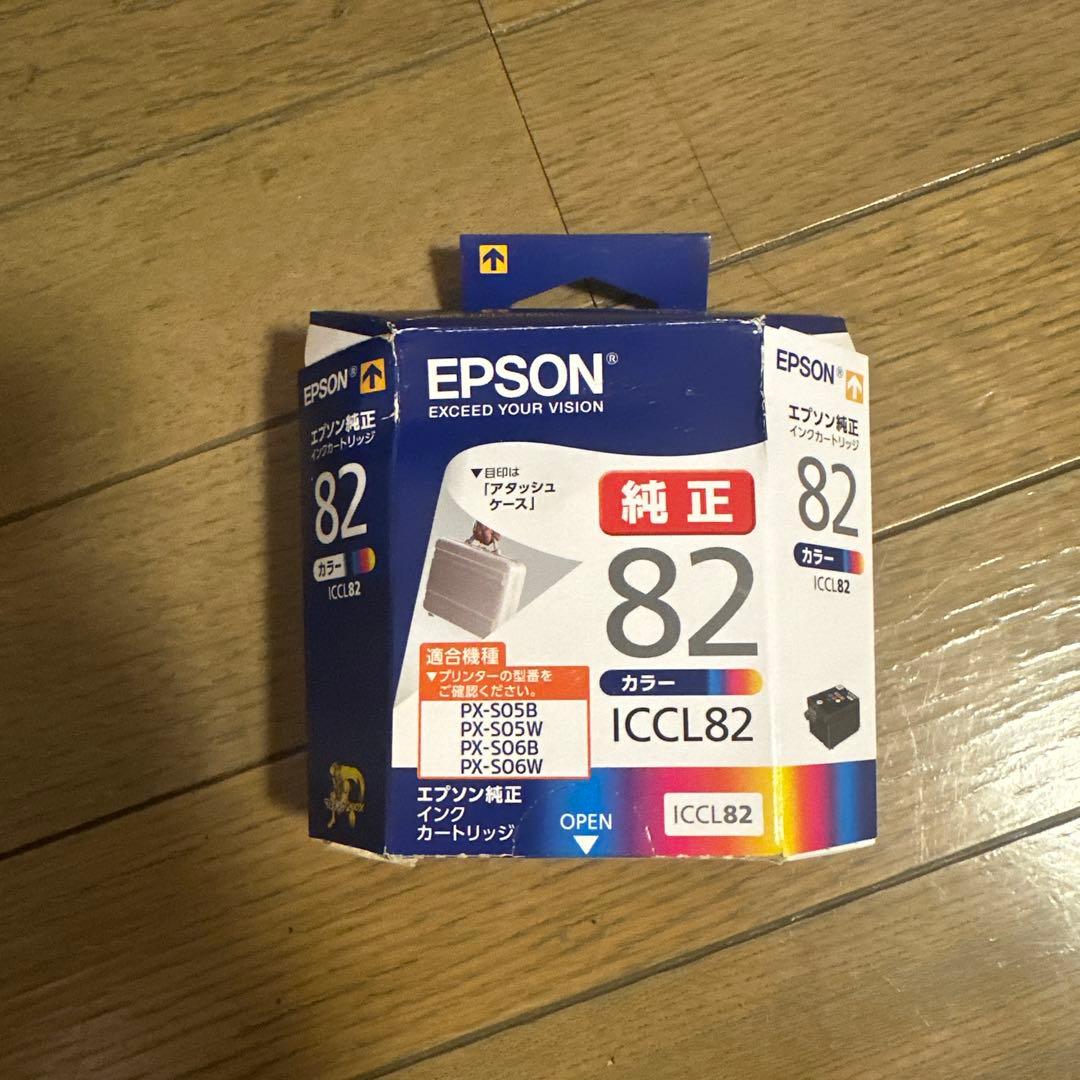 EPSON®
エプソン純正
インクカートリッジ
82
カラー
ICCL82
EPSON®
EXCEED YOUR VISION
▼目印は
「アタッシュ
ケース」
純正
82
カラー
ICCL82
適合機種
▼プリンターの型番を
ご確認ください。
PX-S05B
PX-S05W
PX-S06B
PX-S06W
エプソン純正
インク
カートリッジ
OPEN
ICCL82
EPSON®
エプソン純正
インクカートリッジ
82
カラー
ICCL82